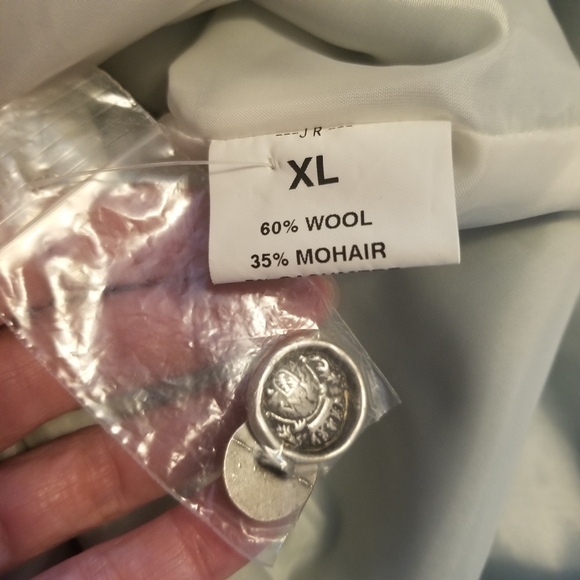 ---J R---
XL
60% WOOL
35% MOHAIR